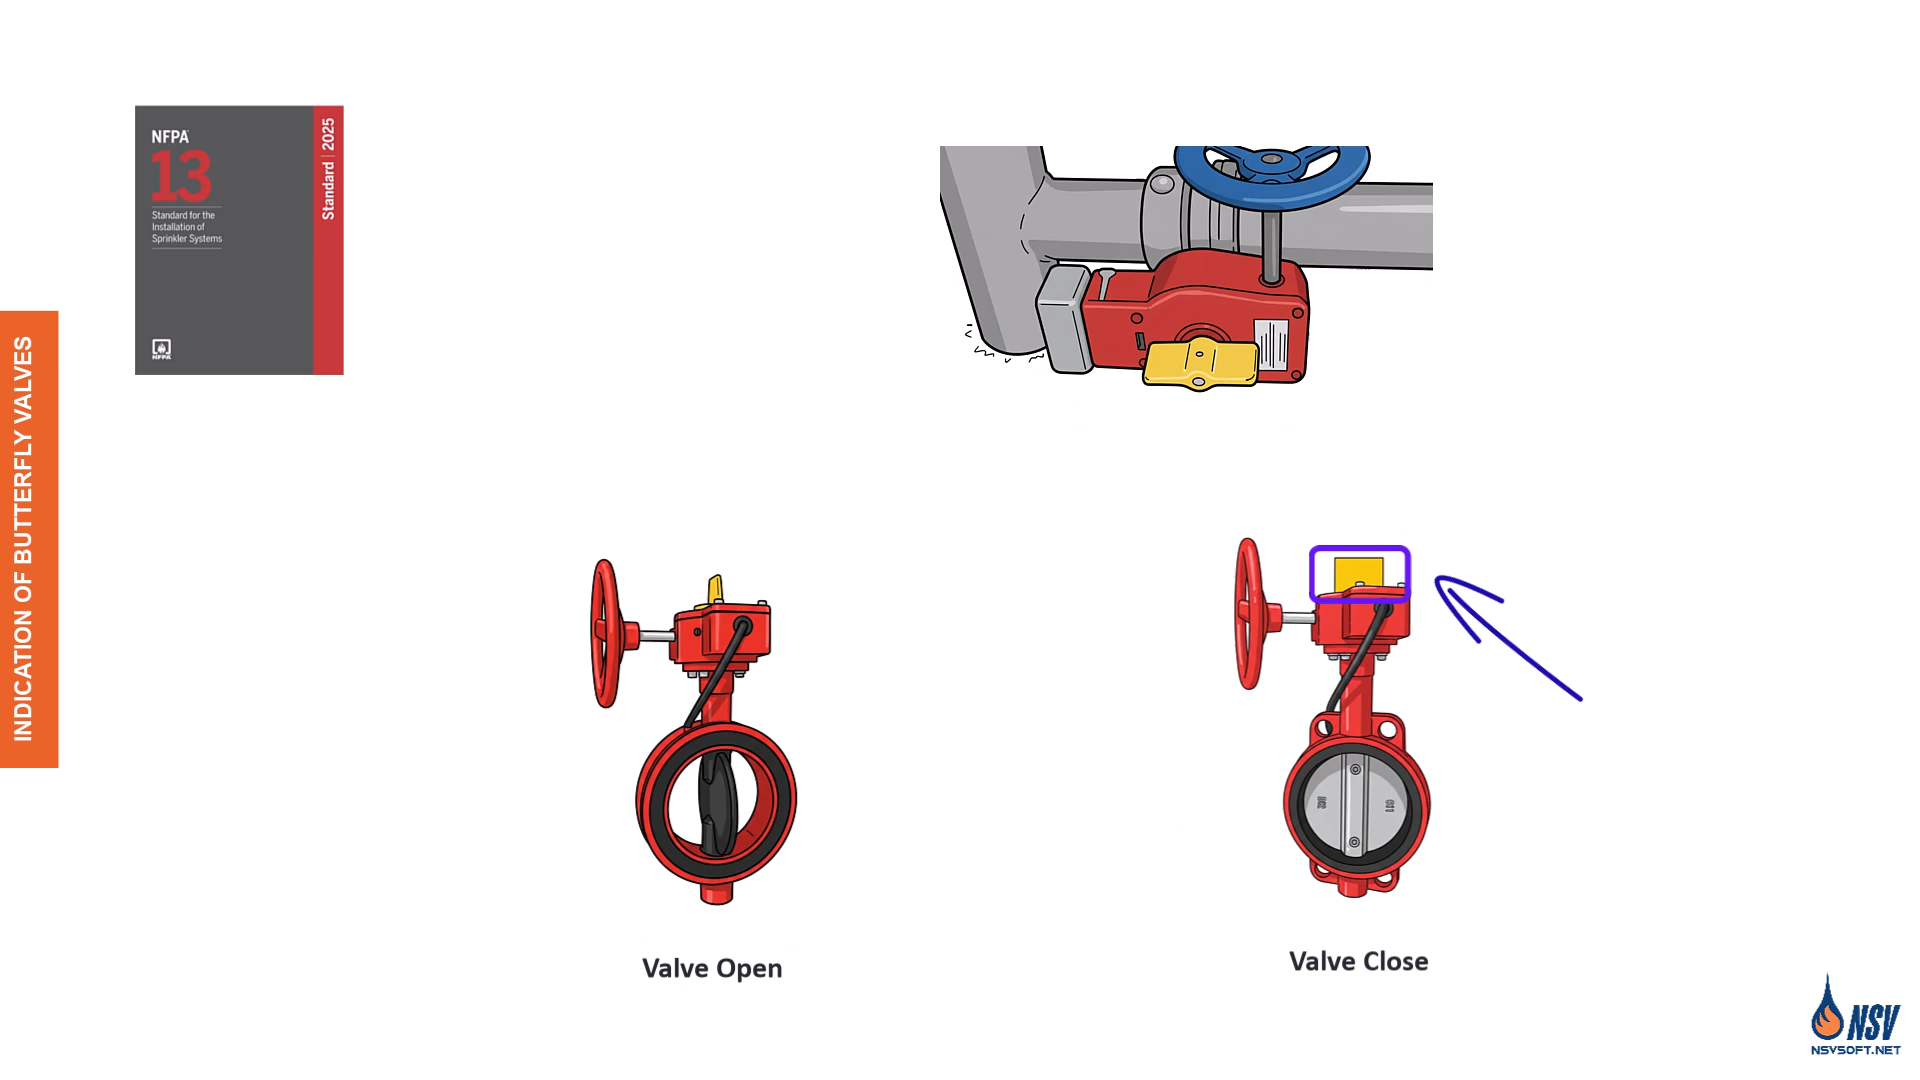 INDICATION OF BUTTERFLY VALVES
NFPA
13
Standard for the
Installation of
Sprinkler Systems
Standard | 2025
NFPA
Valve Open
Valve Close
NSV
NSVSOFT.NET